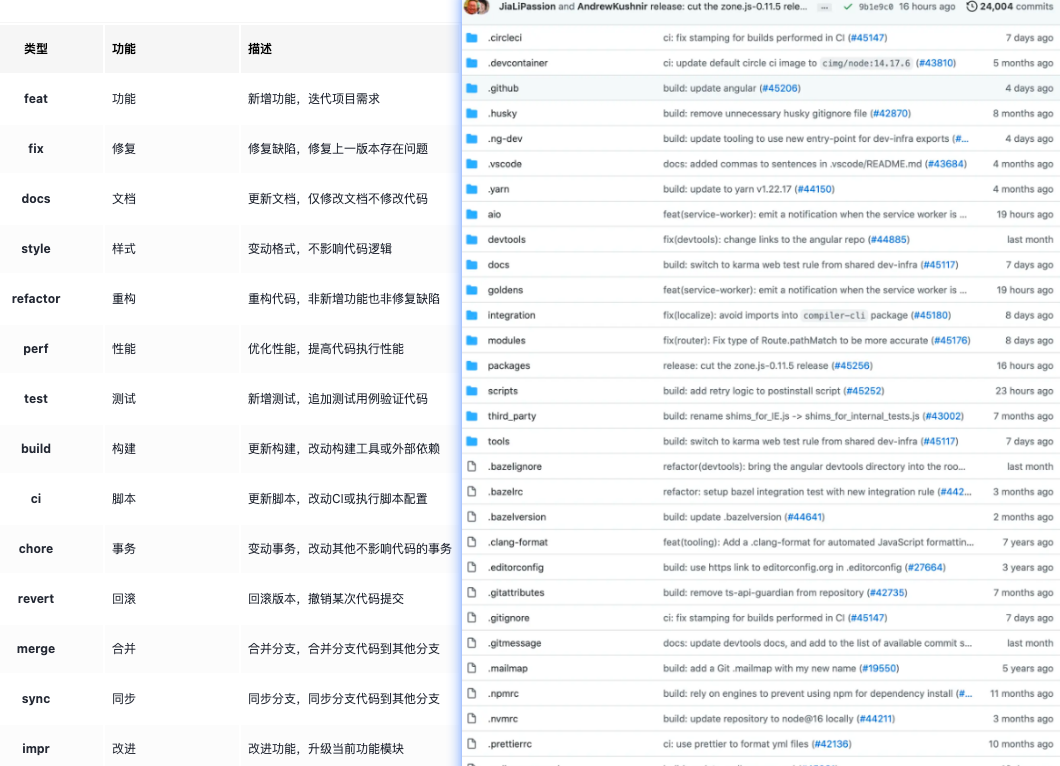 类型 功能 描述
feat 功能 新增功能，迭代项目需求
fix 修复 修复缺陷，修复上一版本存在问题
docs 文档 更新文档，仅修改文档不修改代码
style 样式 变动格式，不影响代码逻辑
refactor 重构 重构代码，非新增功能也非修复缺陷
perf 性能 优化性能，提高代码执行性能
test 测试 新增测试，追加测试用例验证代码
build 构建 更新构建，改动构建工具或外部依赖
ci 脚本 更新脚本，改动CI或执行脚本配置
chore 事务 变动事务，改动其他不影响代码的事务
revert 回滚 回滚版本，撤销某次代码提交
merge 合并 合并分支，合并分支代码到其他分支
sync 同步 同步分支，同步分支代码到其他分支
impr 改进 改进功能，升级当前功能模块
JiaLiPassion and AndrewKushnir release: cut the zone.js-0.11.5 rele... ... 9b1e9c0 16 hours ago 24,004 commits
.circleci ci: fix stamping for builds performed in CI (#45147) 7 days ago
.devcontainer ci: update default circle ci image to cimg/node:14.17.6 (#43810) 5 months ago
.github build: update angular (#45206) 4 days ago
.husky build: remove unnecessary husky gitignore file (#42870) 8 months ago
.ng-dev build: update tooling to use new entry-point for dev-infra exports (#... 4 days ago
.vscode docs: added commas to sentences in .vscode/README.md (#43684) 4 months ago
.yarn build: update to yarn v1.22.17 (#44150) 4 months ago
aio feat(service-worker): emit a notification when the service worker is ... 19 hours ago
devtools fix(devtools): change links to the angular repo (#44885) last month
docs build: switch to karma web test rule from shared dev-infra (#45117) 7 days ago
goldens feat(service-worker): emit a notification when the service worker is ... 19 hours ago
integration fix(localize): avoid imports into compiler-cli package (#45180) 8 days ago
modules fix(router): Fix type of Route.pathMatch to be more accurate (#45176) 8 days ago
packages release: cut the zone.js-0.11.5 release (#45256) 16 hours ago
scripts build: add retry logic to postinstall script (#45252) 23 hours ago
third_party build: rename shims_for_IE.js -> shims_for_internal_tests.js (#43002) 7 months ago
tools build: switch to karma web test rule from shared dev-infra (#45117) 7 days ago
.bazelignore refactor(devtools): bring the angular devtools directory into the roo... last month
.bazelrc refactor: setup bazel integration test with new integration rule (#442... 3 months ago
.bazelversion build: update .bazelversion (#44641) 2 months ago
.clang-format feat(tooling): Add a .clang-format for automated JavaScript formattin... 7 years ago
.editorconfig build: use https link to editorconfig.org in .editorconfig (#27664) 3 years ago
.gitattributes build: remove ts-api-guardian from repository (#42735) 7 months ago
.gitignore ci: fix stamping for builds performed in CI (#45147) 7 days ago
.gitmessage docs: update devtools docs, and add to the list of available commit s... last month
.mailmap build: add a Git .mailmap with my new name (#19550) 5 years ago
.npmrc build: rely on engines to prevent using npm for dependency install (#... 11 months ago
.nvmrc build: update repository to node@16 locally (#44211) 3 months ago
.prettierrc ci: use prettier to format yml files (#42136) 10 months ago